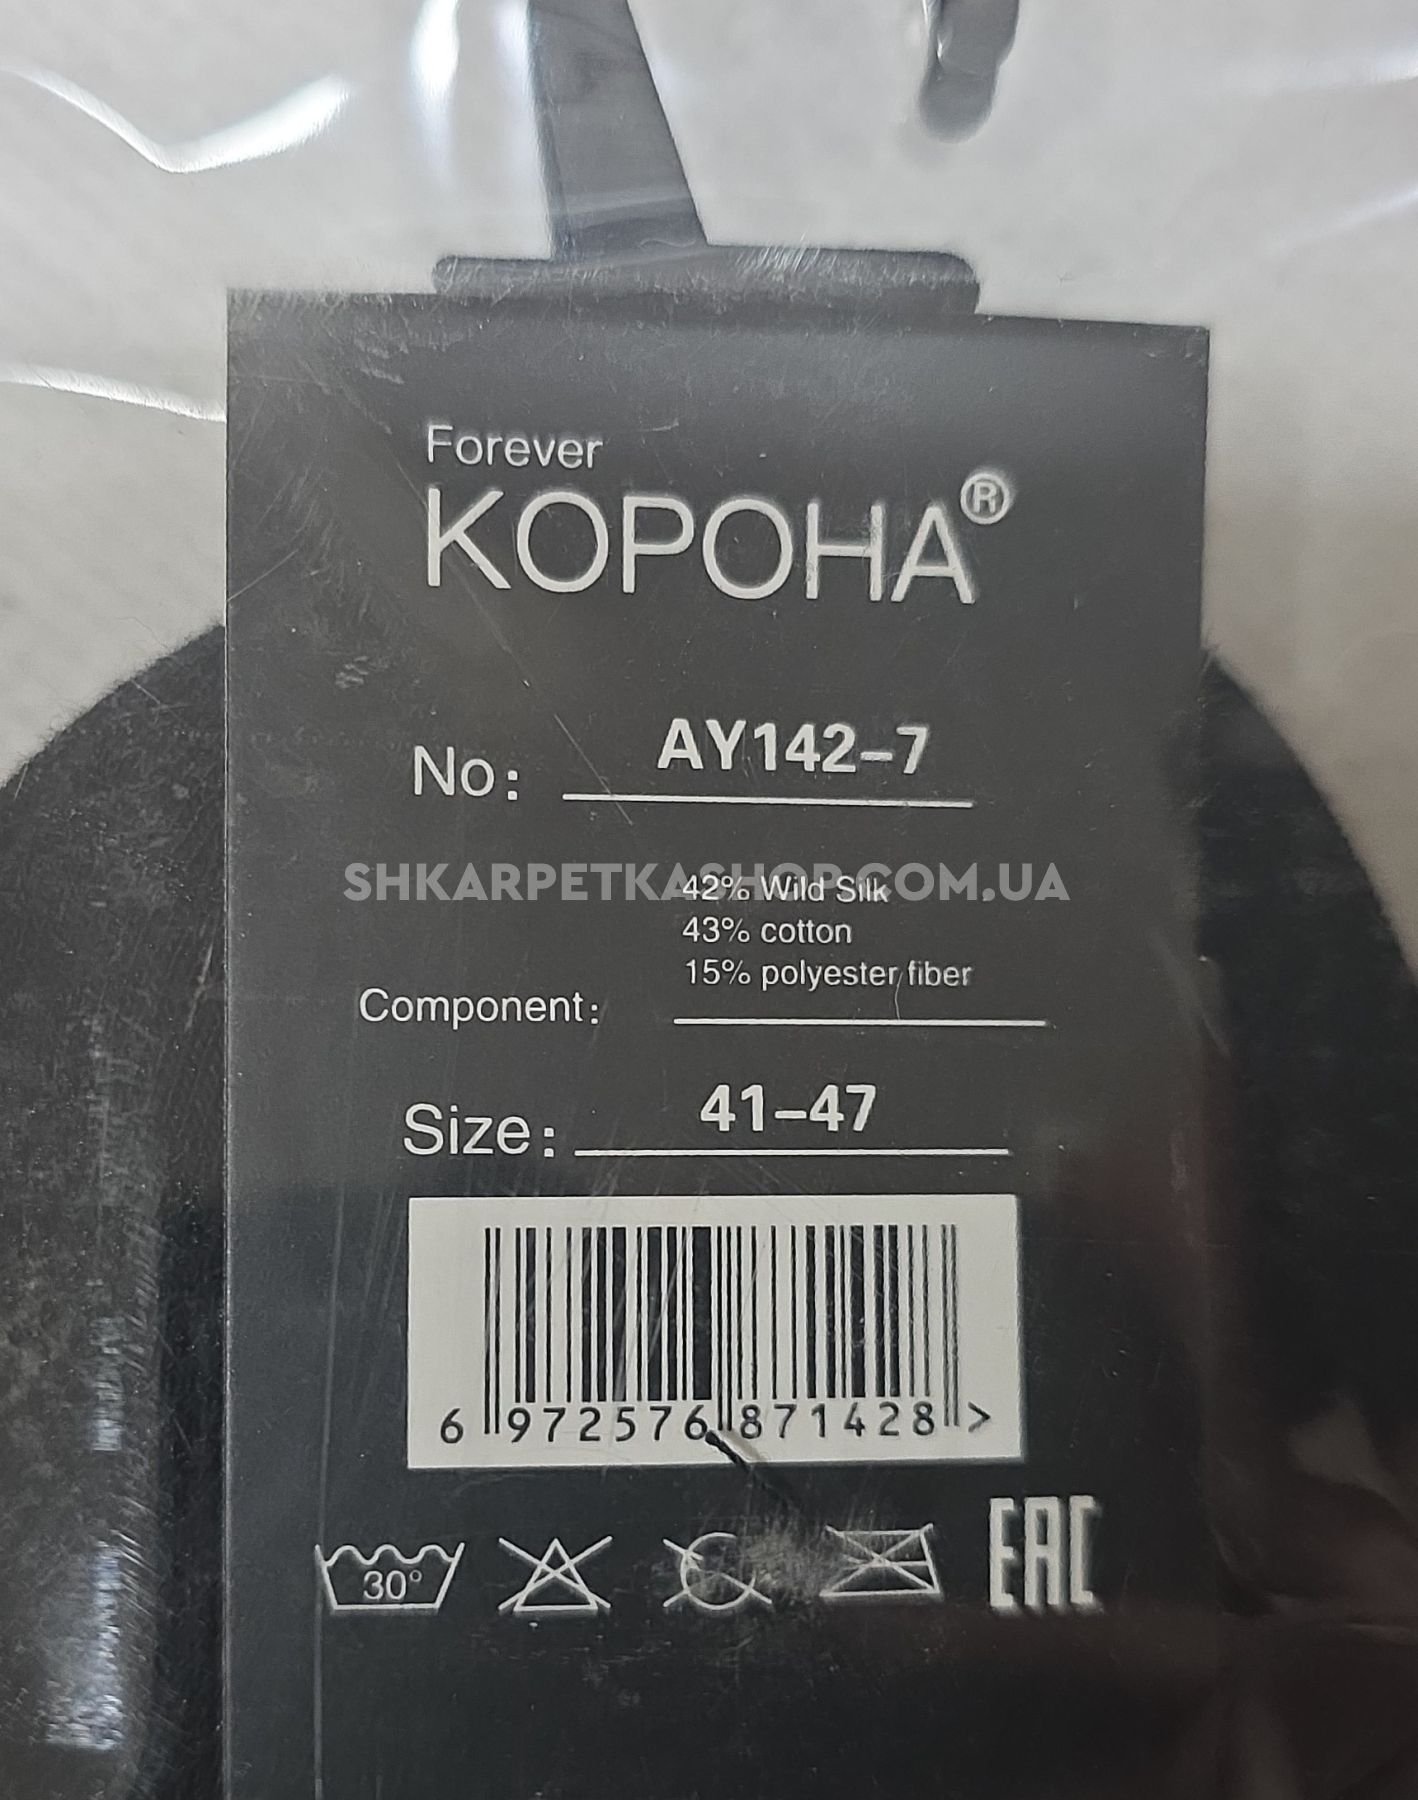 Forever
КОРОНА®
No: AY142-7
SHKARPETKASHOP.COM.UA
42% Wild Silk
43% cotton
15% polyester fiber
Component:
Size: 41-47
6 972576 871428 >
30°
EAC